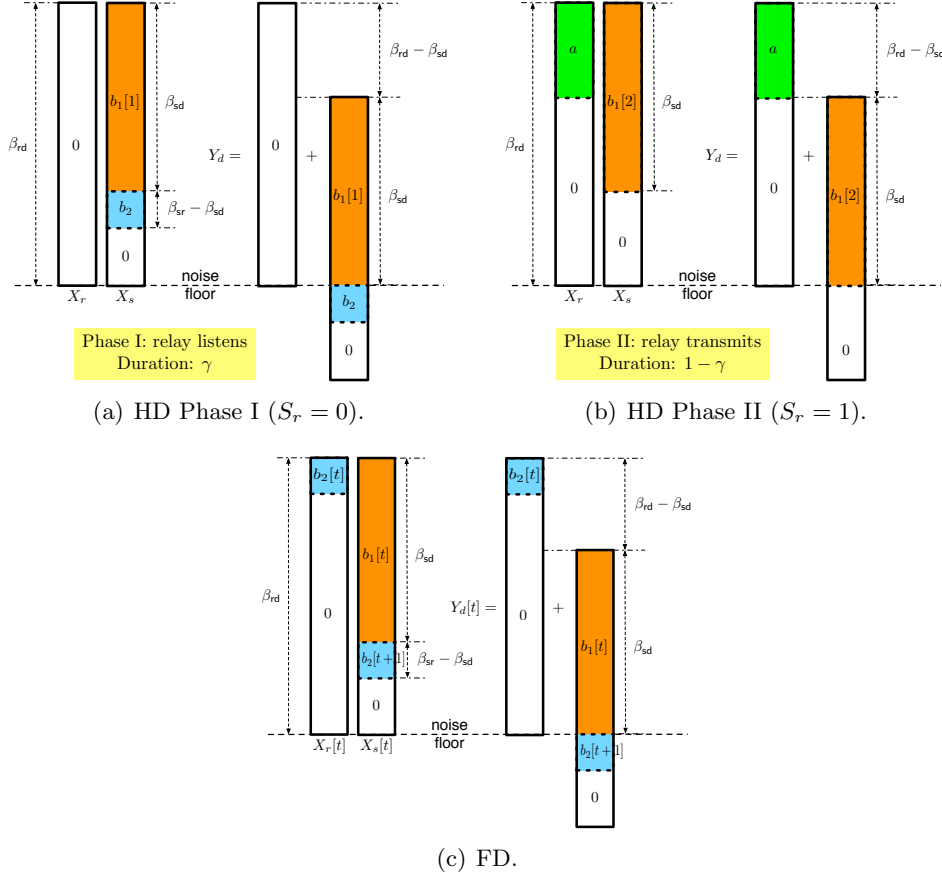 β_rd
0
b_1[1]
b_2
0
β_sd
β_sr − β_sd
X_r
X_s
Y_d =
0
+
b_1[1]
b_2
0
β_rd − β_sd
β_sd
noise
floor
Phase I: relay listens
Duration: γ
(a) HD Phase I (S_r = 0).
β_rd
a
0
b_1[2]
0
β_sd
X_r
X_s
Y_d =
a
0
+
b_1[2]
0
β_rd − β_sd
β_sd
noise
floor
Phase II: relay transmits
Duration: 1 − γ
(b) HD Phase II (S_r = 1).
β_rd
b_2[t]
0
b_1[t]
b_2[t+1]
0
β_sd
β_sr − β_sd
X_r[t]
X_s[t]
Y_d[t] =
b_2[t]
0
+
b_1[t]
b_2[t+1]
0
β_rd − β_sd
β_sd
noise
floor
(c) FD.